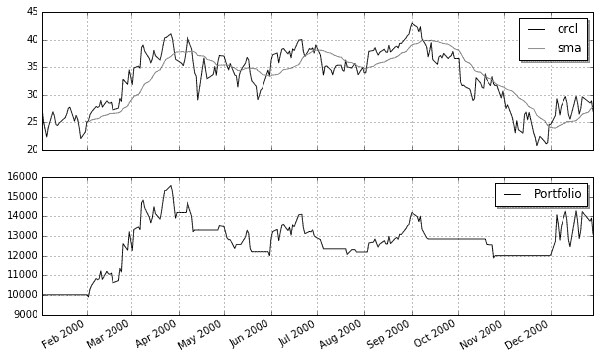 45
40
35
30
25
20
orcl
sma
16000
15000
14000
13000
12000
11000
10000
9000
Portfolio
Feb 2000
Mar 2000
Apr 2000
May 2000
Jun 2000
Jul 2000
Aug 2000
Sep 2000
Oct 2000
Nov 2000
Dec 2000